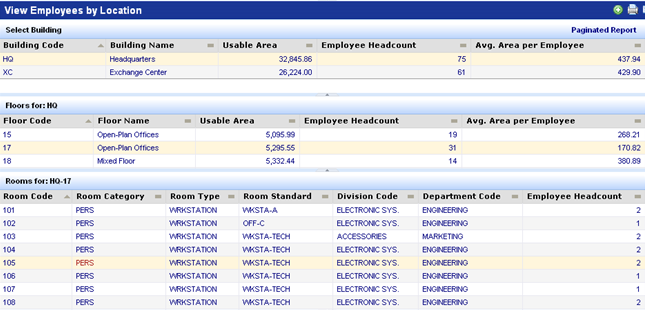 View Employees by Location
Select Building Paginated Report
Building Code Building Name Usable Area Employee Headcount Avg. Area per Employee
HQ Headquarters 32,845.86 75 437.94
XC Exchange Center 26,224.00 61 429.90
Floors for: HQ
Floor Code Floor Name Usable Area Employee Headcount Avg. Area per Employee
15 Open-Plan Offices 5,095.99 19 268.21
17 Open-Plan Offices 5,295.55 31 170.82
18 Mixed Floor 5,332.44 14 380.89
Rooms for: HQ-17
Room Code Room Category Room Type Room Standard Division Code Department Code Employee Headcount
101 PERS WRKSTATION WKSTA-A ELECTRONIC SYS. ENGINEERING 2
102 PERS WRKSTATION OFF-C ELECTRONIC SYS. ENGINEERING 1
103 PERS WRKSTATION WKSTA-TECH ACCESSORIES MARKETING 2
104 PERS WRKSTATION WKSTA-TECH ELECTRONIC SYS. ENGINEERING 2
105 PERS WRKSTATION WKSTA-TECH ELECTRONIC SYS. ENGINEERING 2
106 PERS WRKSTATION WKSTA-TECH ELECTRONIC SYS. ENGINEERING 1
107 PERS WRKSTATION WKSTA-TECH ELECTRONIC SYS. ENGINEERING 1
108 PERS WRKSTATION WKSTA-TECH ELECTRONIC SYS. ENGINEERING 2